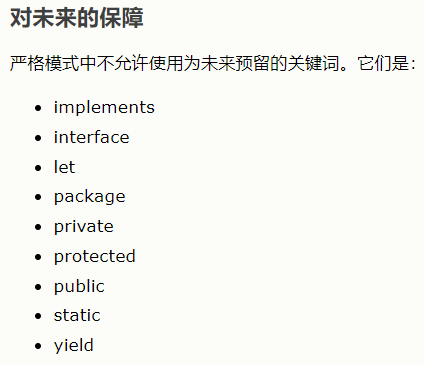 对未来的保障
严格模式中不允许使用为未来预留的关键词。它们是：
implements
interface
let
package
private
protected
public
static
yield